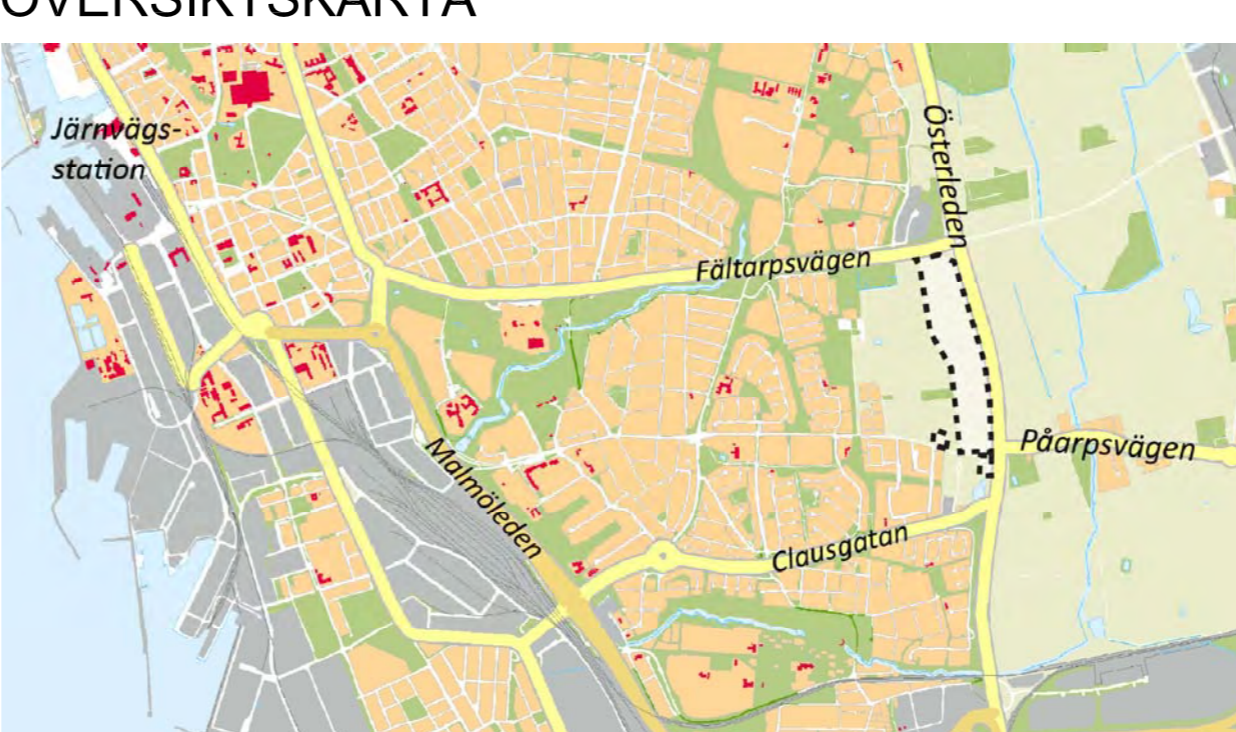 ÖVERSIKTSKARTA
Järnvägs-
station
Österleden
Fältarpsvägen
Påarpsvägen
Malmöleden
Clausgatan